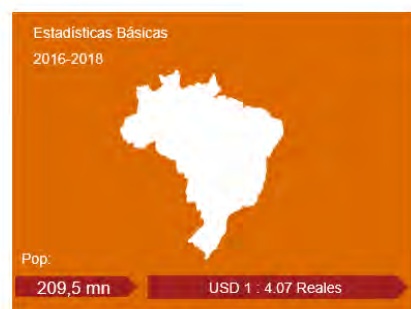 Estadísticas Básicas
2016-2018
Pop:
209,5 mn
USD 1 : 4.07 Reales